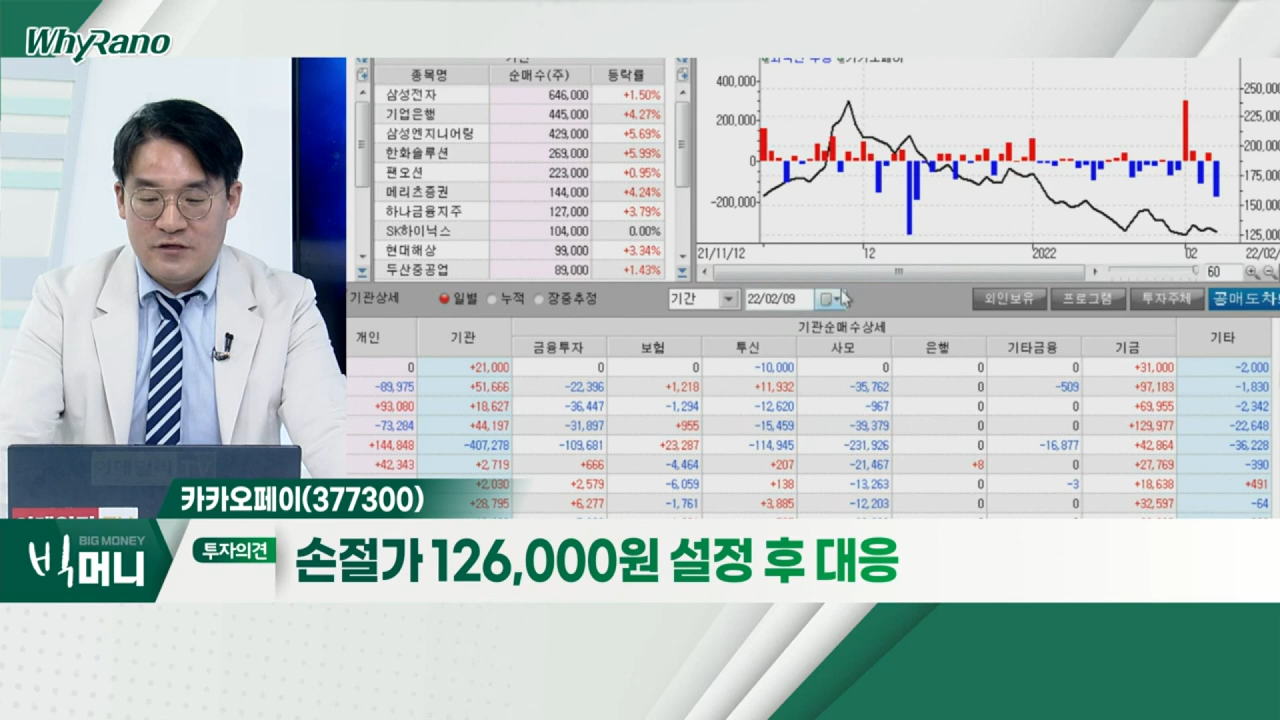 WhyRano
종목명 순매수(주) 등락률
삼성전자 646,000 +1.50%
기업은행 445,000 +4.27%
삼성엔지니어링 429,000 +5.69%
한화솔루션 269,000 +5.99%
팬오션 223,000 +0.95%
메리츠증권 144,000 +4.24%
하나금융지주 127,000 +3.79%
SK하이닉스 104,000 0.00%
현대해상 99,000 +3.34%
두산중공업 89,000 +1.43%
400,000
200,000
0
-200,000
250,000
225,000
200,000
175,000
150,000
125,000
21/11/12 12 2022 02 22/02/
60
기관상세 일별 누적 장중추정 기간 22/02/09 외인보유 프로그램 투자주체 공매도차
개인 기관 기관순매수상세 기타
금융투자 보험 투신 사모 은행 기타금융 기금
0 +21,000 0 0 -10,000 0 0 0 +31,000 -2,000
-89,975 +51,666 -22,396 +1,218 +11,932 -35,762 0 -509 +97,183 -1,830
+93,080 +18,627 -36,447 -1,294 -12,620 -967 0 0 +69,955 -2,342
-73,284 +44,197 -31,897 +955 -15,459 -39,379 0 0 +129,977 -22,648
+144,848 -407,278 -109,681 +23,287 -114,945 -231,926 0 -16,877 +42,864 -36,228
+42,343 +2,719 +666 -4,464 +207 -21,467 +8 0 +27,769 -390
+2,030 +2,579 -6,059 +138 -13,263 0 -3 +18,638 +491
+28,795 +6,277 -1,761 +3,885 -12,203 0 0 +32,597 -64
카카오페이(377300)
BIG MONEY
빅머니
투자의견
손절가 126,000원 설정 후 대응